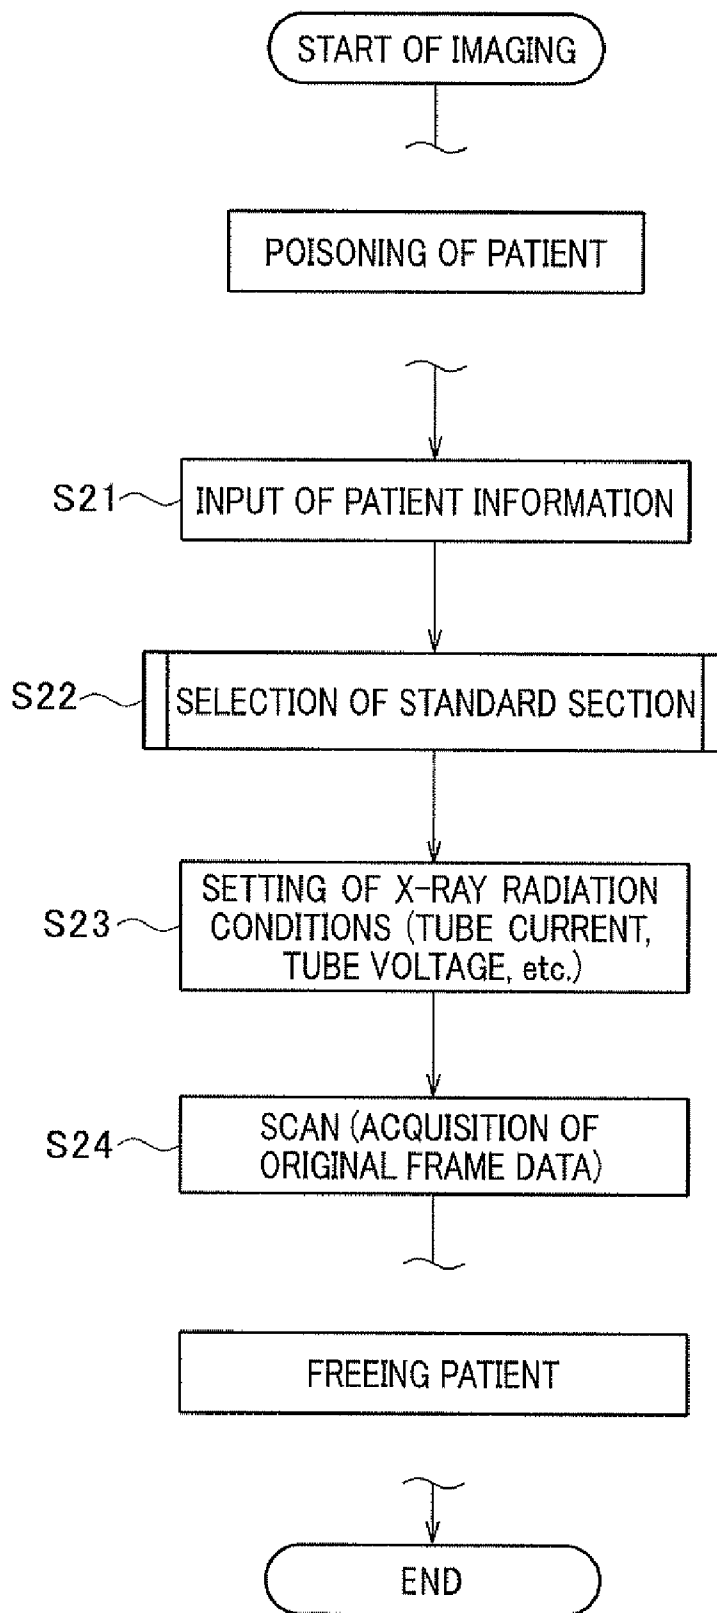 START OF IMAGING
POISONING OF PATIENT
S21
INPUT OF PATIENT INFORMATION
S22
SELECTION OF STANDARD SECTION
S23
SETTING OF X-RAY RADIATION
CONDITIONS (TUBE CURRENT,
TUBE VOLTAGE, etc.)
S24
SCAN (ACQUISITION OF
ORIGINAL FRAME DATA)
FREEING PATIENT
END